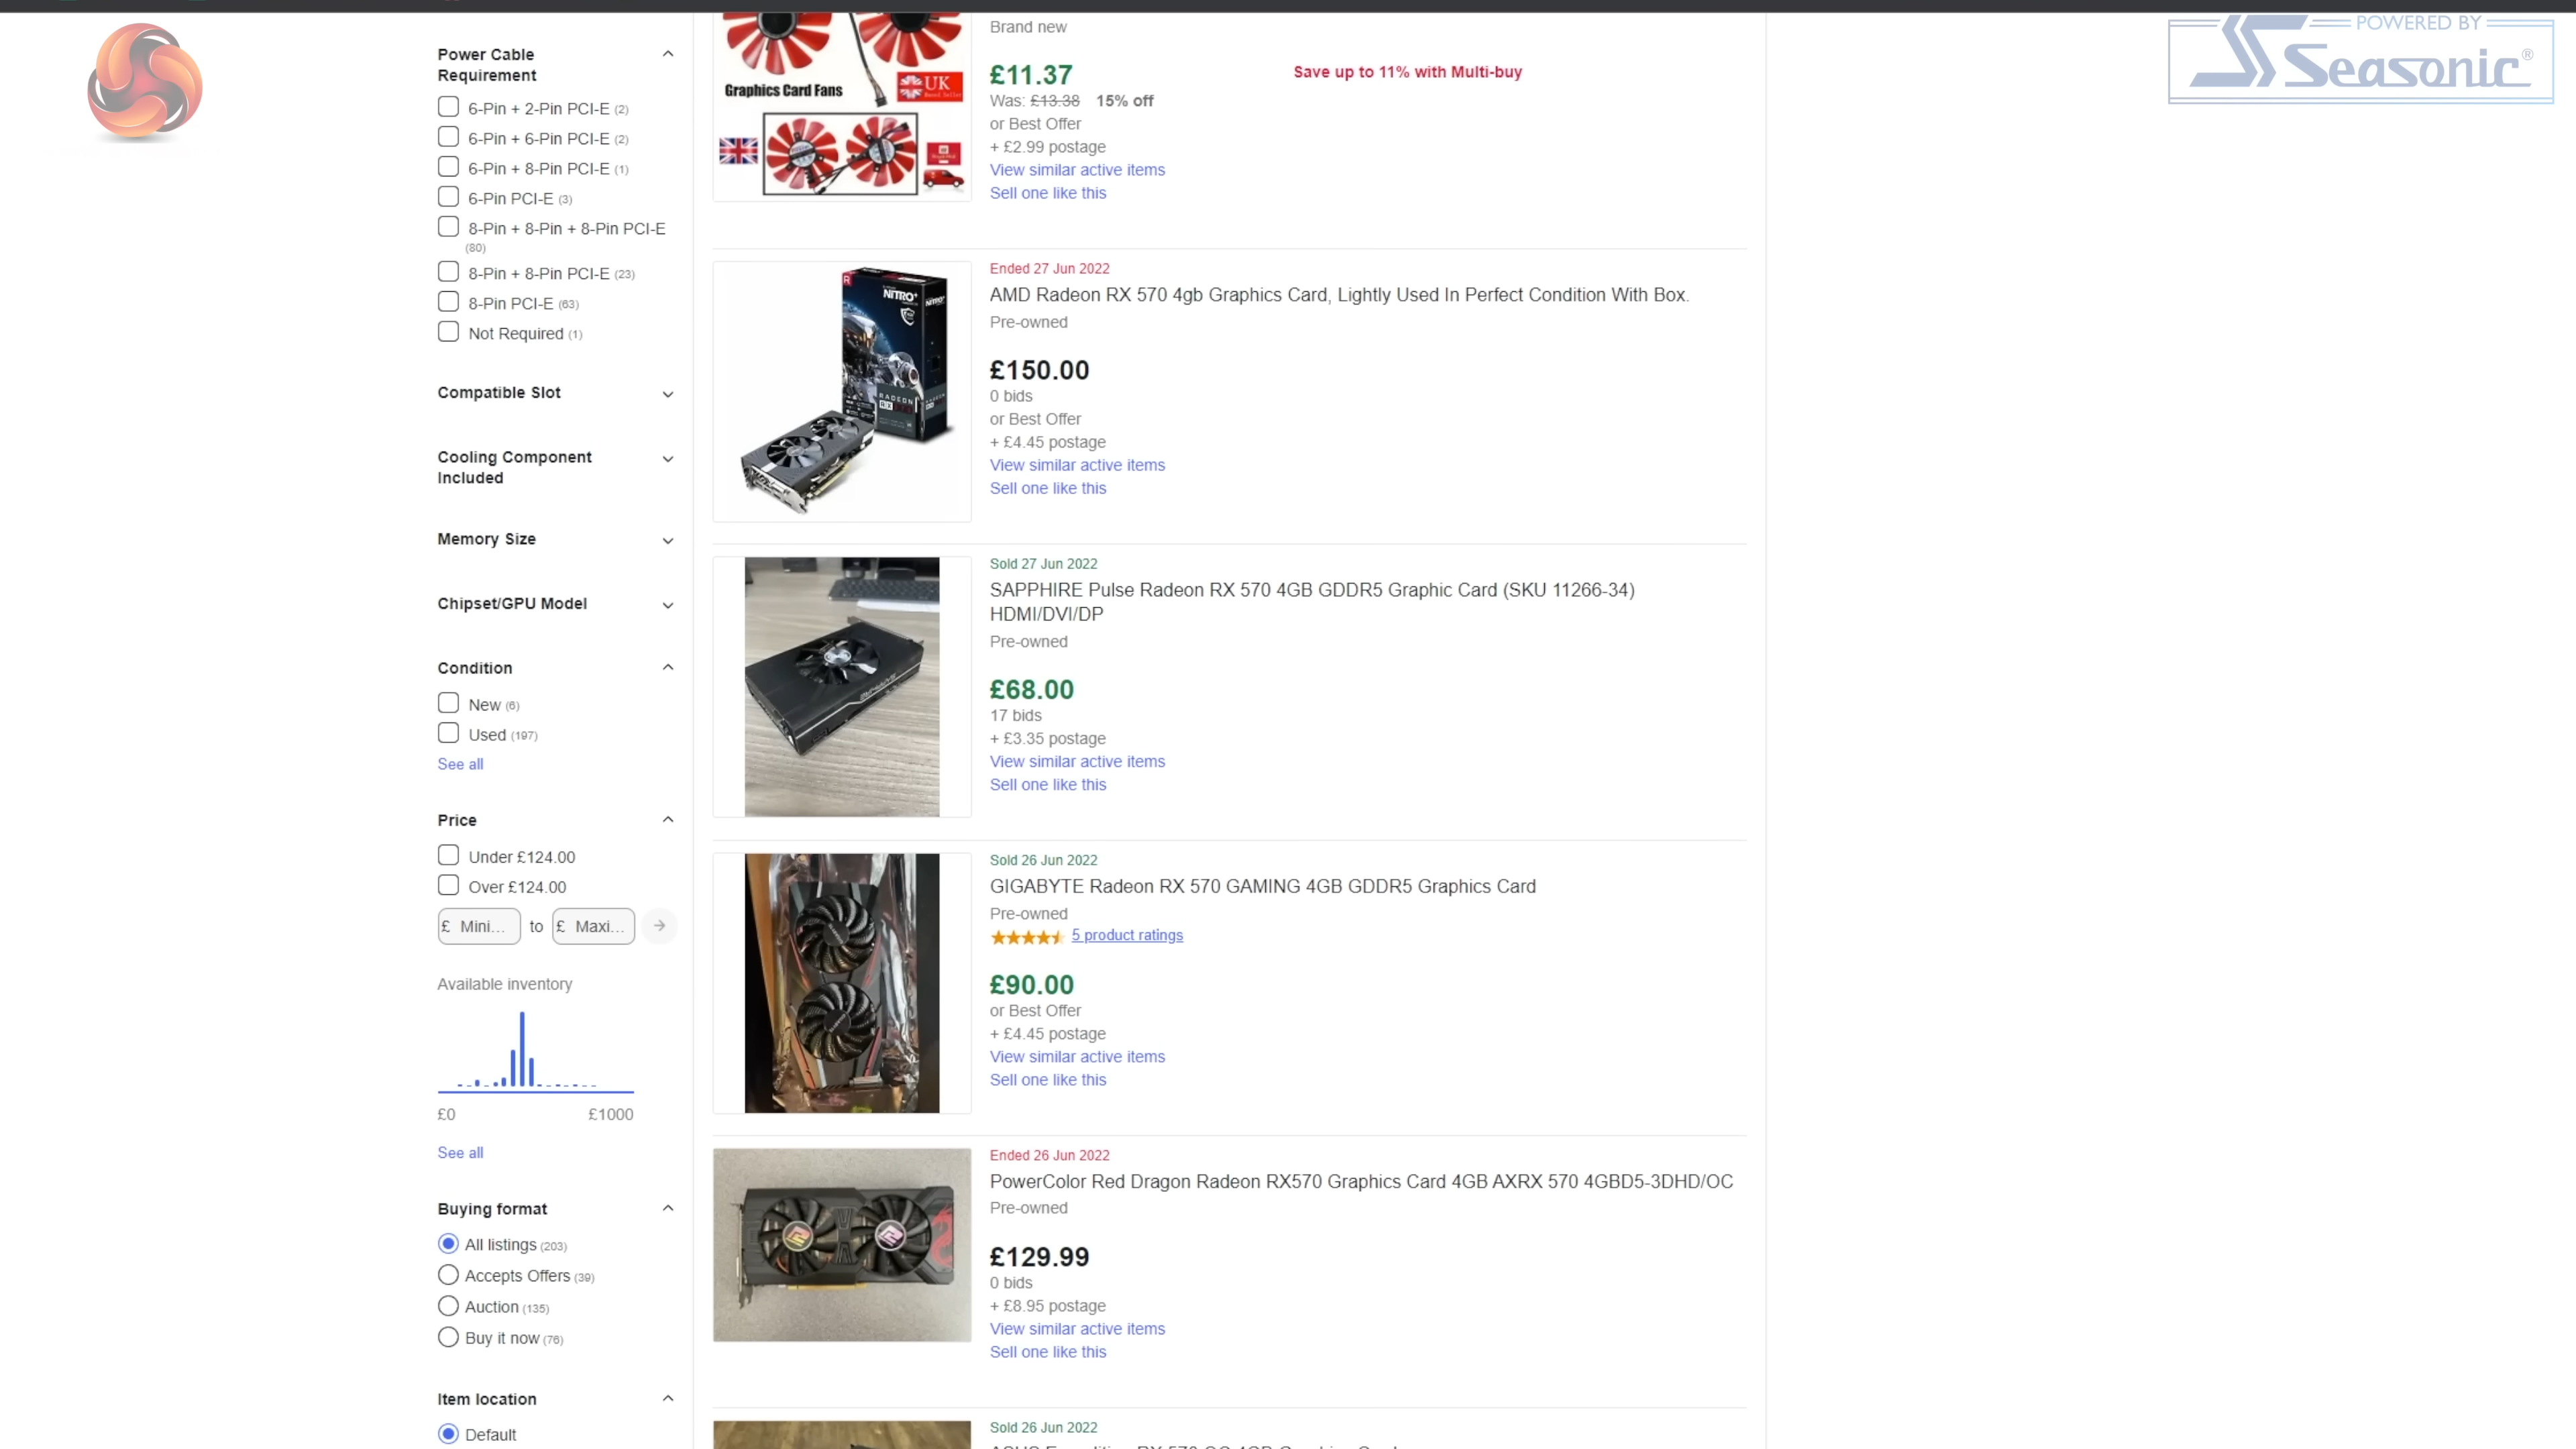 POWERED BY
Seasonic®
Power Cable
Requirement
6-Pin + 2-Pin PCI-E (2)
6-Pin + 6-Pin PCI-E (2)
6-Pin + 8-Pin PCI-E (1)
6-Pin PCI-E (3)
8-Pin + 8-Pin + 8-Pin PCI-E
(80)
8-Pin + 8-Pin PCI-E (23)
8-Pin PCI-E (63)
Not Required (1)
Compatible Slot
Cooling Component
Included
Memory Size
Chipset/GPU Model
Condition
New (6)
Used (197)
See all
Price
Under £124.00
Over £124.00
£ Mini... to £ Maxi...
Available inventory
£0 £1000
See all
Buying format
All listings (203)
Accepts Offers (39)
Auction (135)
Buy it now (76)
Item location
Default
Graphics Card Fans
UK
Brand new
£11.37
Save up to 11% with Multi-buy
Was: £13.38 15% off
or Best Offer
+ £2.99 postage
View similar active items
Sell one like this
NITRO+
RADEON
RX
Ended 27 Jun 2022
AMD Radeon RX 570 4gb Graphics Card, Lightly Used In Perfect Condition With Box.
Pre-owned
£150.00
0 bids
or Best Offer
+ £4.45 postage
View similar active items
Sell one like this
Sold 27 Jun 2022
SAPPHIRE Pulse Radeon RX 570 4GB GDDR5 Graphic Card (SKU 11266-34)
HDMI/DVI/DP
Pre-owned
£68.00
17 bids
+ £3.35 postage
View similar active items
Sell one like this
Sold 26 Jun 2022
GIGABYTE Radeon RX 570 GAMING 4GB GDDR5 Graphics Card
Pre-owned
5 product ratings
£90.00
or Best Offer
+ £4.45 postage
View similar active items
Sell one like this
Ended 26 Jun 2022
PowerColor Red Dragon Radeon RX570 Graphics Card 4GB AXRX 570 4GBD5-3DHD/OC
Pre-owned
£129.99
0 bids
+ £8.95 postage
View similar active items
Sell one like this
Sold 26 Jun 2022